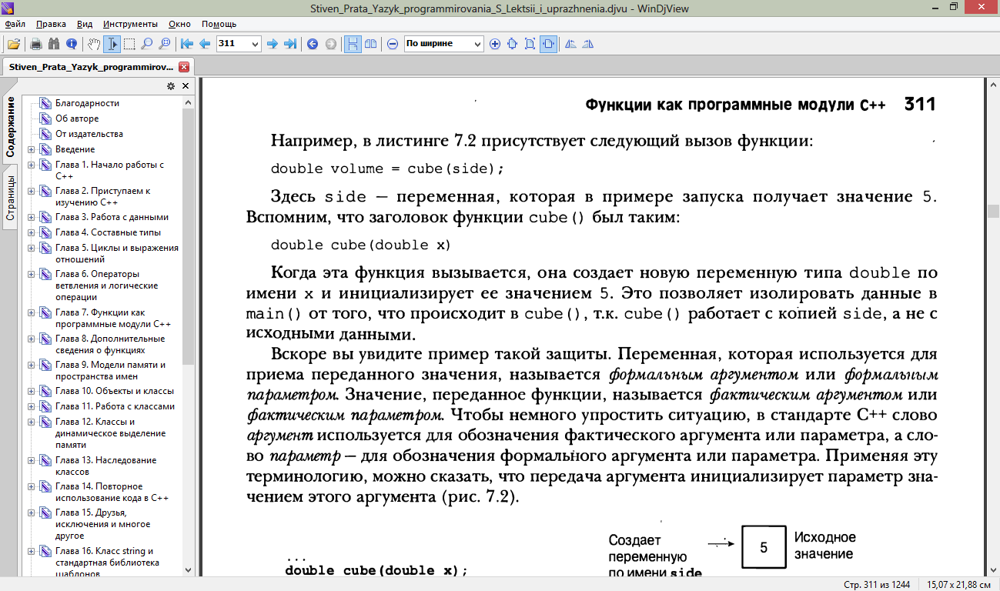 Stiven_Prata_Yazyk_programmirovania_S_Lektsii_i_uprazhnenia.djvu - WinDjView
Файл Правка Вид Инструменты Окно Помощь
311
По ширине
Stiven_Prata_Yazyk_programmirov...
Содержание
Страницы
Благодарности
Об авторе
От издательства
Введение
Глава 1. Начало работы с
C++
Глава 2. Приступаем к
изучению C++
Глава 3. Работа с данными
Глава 4. Составные типы
Глава 5. Циклы и выражения
отношений
Глава 6. Операторы
ветвления и логические
операции
Глава 7. Функции как
программные модули C++
Глава 8. Дополнительные
сведения о функциях
Глава 9. Модели памяти и
пространства имен
Глава 10. Объекты и классы
Глава 11. Работа с классами
Глава 12. Классы и
динамическое выделение
памяти
Глава 13. Наследование
классов
Глава 14. Повторное
использование кода в C++
Глава 15. Друзья,
исключения и многое
другое
Глава 16. Класс string и
стандартная библиотека
шаблонов
Функции как программные модули C++ 311
Например, в листинге 7.2 присутствует следующий вызов функции:
double volume = cube(side);
Здесь side — переменная, которая в примере запуска получает значение 5.
Вспомним, что заголовок функции cube() был таким:
double cube(double x)
Когда эта функция вызывается, она создает новую переменную типа double по
имени x и инициализирует ее значением 5. Это позволяет изолировать данные в
main() от того, что происходит в cube(), т.к. cube() работает с копией side, а не с
исходными данными.
Вскоре вы увидите пример такой защиты. Переменная, которая используется для
приема переданного значения, называется формальным аргументом или формальным
параметром. Значение, переданное функции, называется фактическим аргументом или
фактическим параметром. Чтобы немного упростить ситуацию, в стандарте C++ слово
аргумент используется для обозначения фактического аргумента или параметра, а сло-
во параметр — для обозначения формального аргумента или параметра. Применяя эту
терминологию, можно сказать, что передача аргумента инициализирует параметр зна-
чением этого аргумента (рис. 7.2).
...
double cube(double x);
Создает
переменную
по имени side
5
Исходное
значение
Стр. 311 из 1244
15,07 x 21,88 см